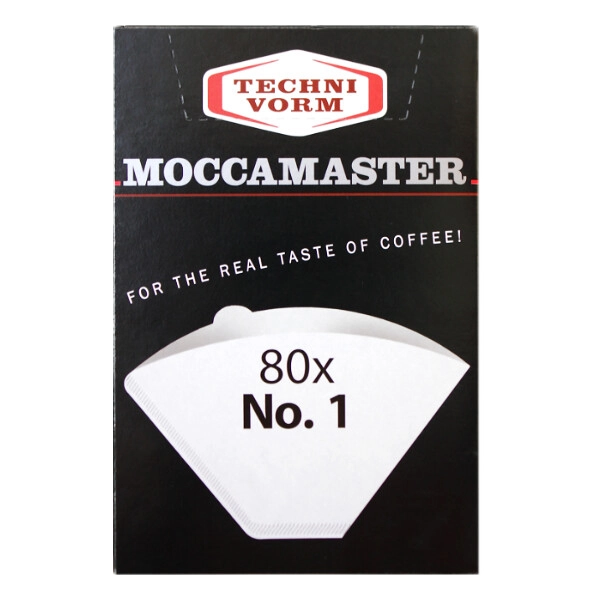 TECHNI
VORM
MOCCAMASTER
FOR THE REAL TASTE OF COFFEE!
80x
No. 1